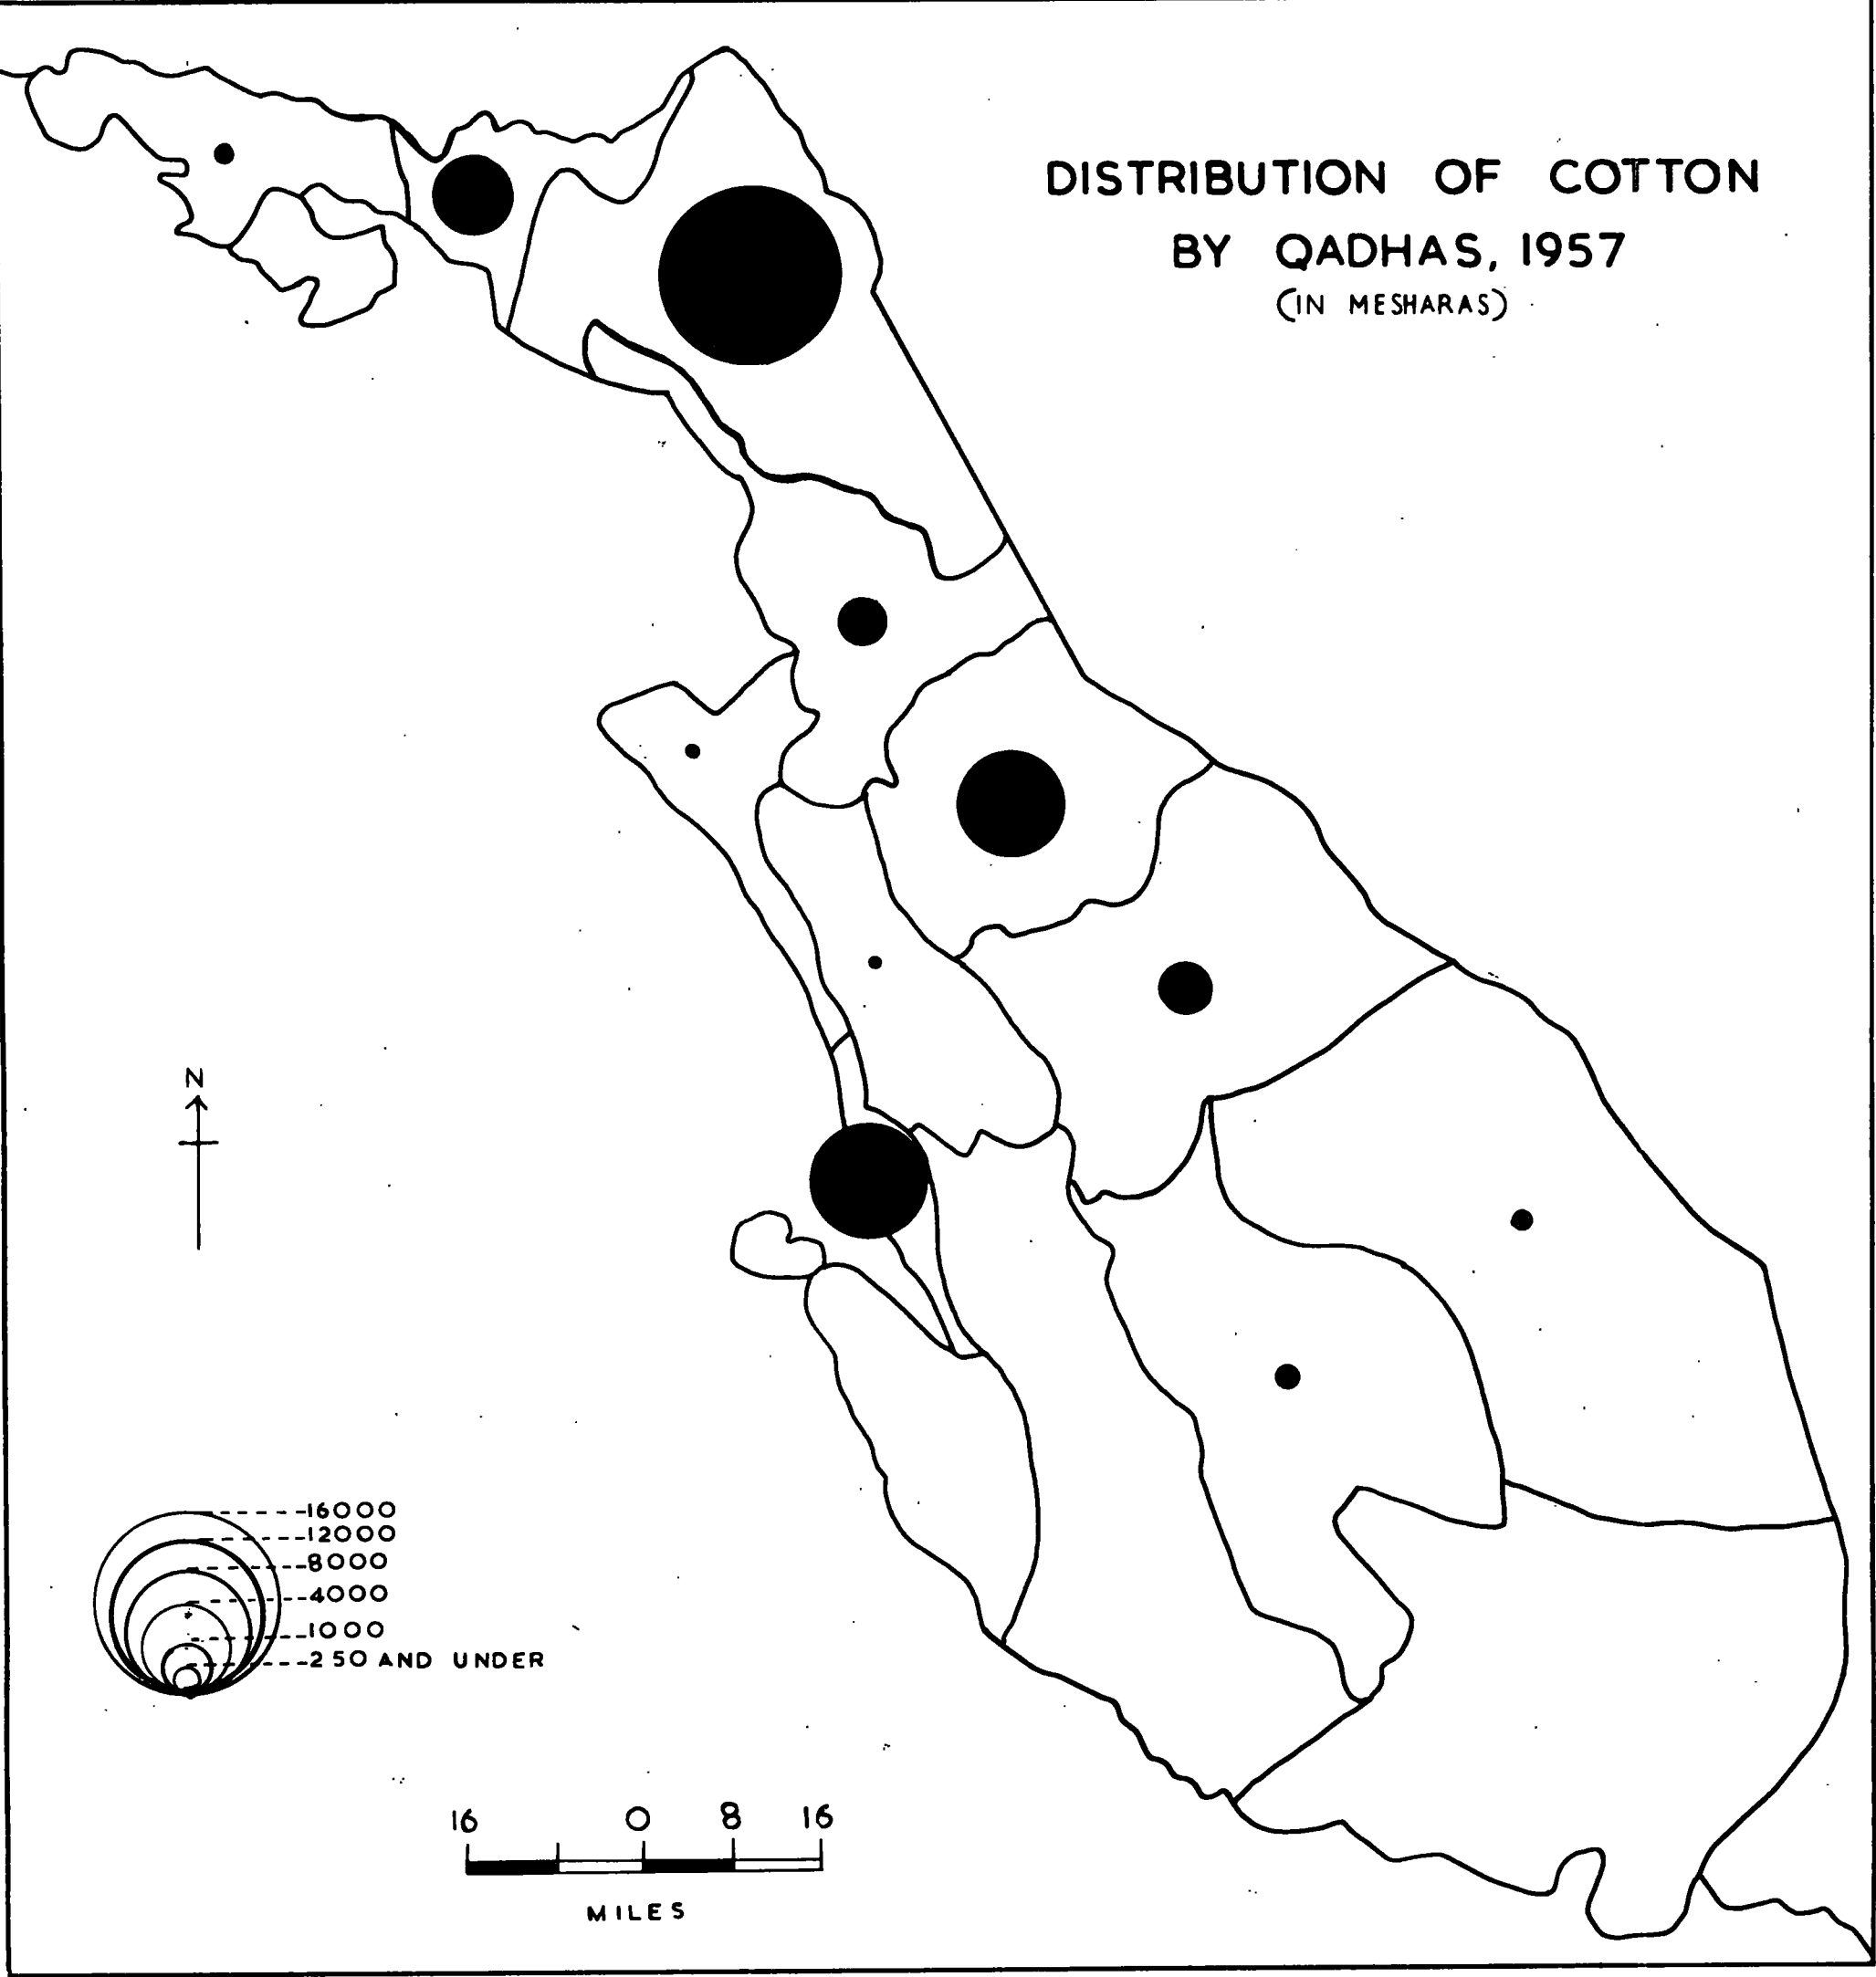 DISTRIBUTION OF COTTON
BY QADHAS, 1957
(IN MESHARAS)
N
16000
12000
8000
4000
1000
250 AND UNDER
16 0 8 16
MILES